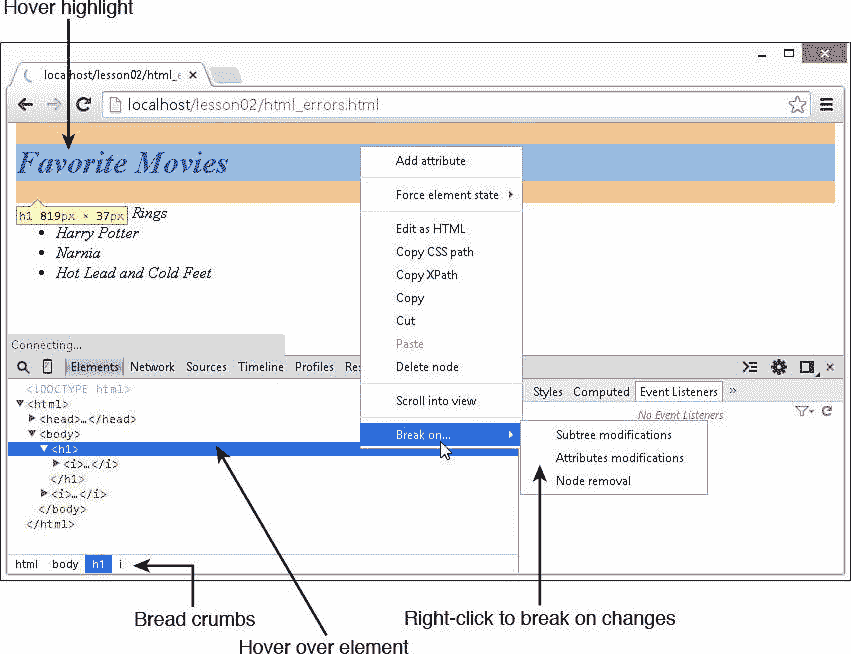 Hover highlight
localhost/lesson02/html_e
localhost/lesson02/html_errors.html
Favorite Movies
h1 819px × 37px
Rings
Harry Potter
Narnia
Hot Lead and Cold Feet
Add attribute
Force element state
Edit as HTML
Copy CSS path
Copy XPath
Copy
Cut
Paste
Delete node
Scroll into view
Break on...
Subtree modifications
Attributes modifications
Node removal
Connecting...
Elements Network Sources Timeline Profiles Re
Styles Computed Event Listeners »
No Event Listeners
<!DOCTYPE html>
▼<html>
▶<head>…</head>
▼<body>
▼<h1>
▶<i>…</i>
</h1>
▶<i>…</i>
</body>
</html>
html body h1 i
Bread crumbs
Right-click to break on changes
Hover over element